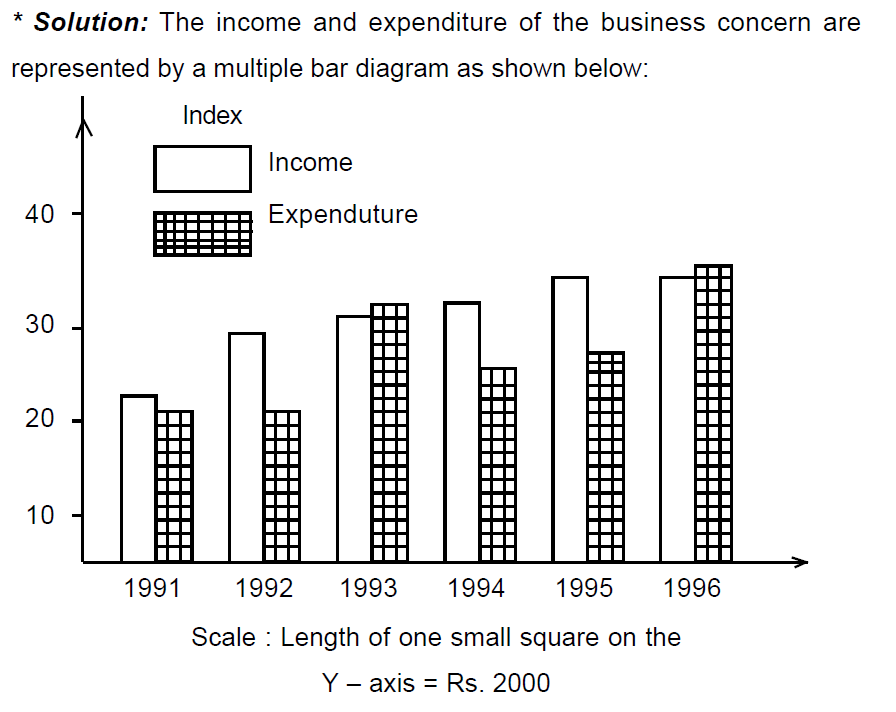 * Solution: The income and expenditure of the business concern are
represented by a multiple bar diagram as shown below:
Index
Income
Expenduture
40
30
20
10
1991 1992 1993 1994 1995 1996
Scale : Length of one small square on the
Y – axis = Rs. 2000